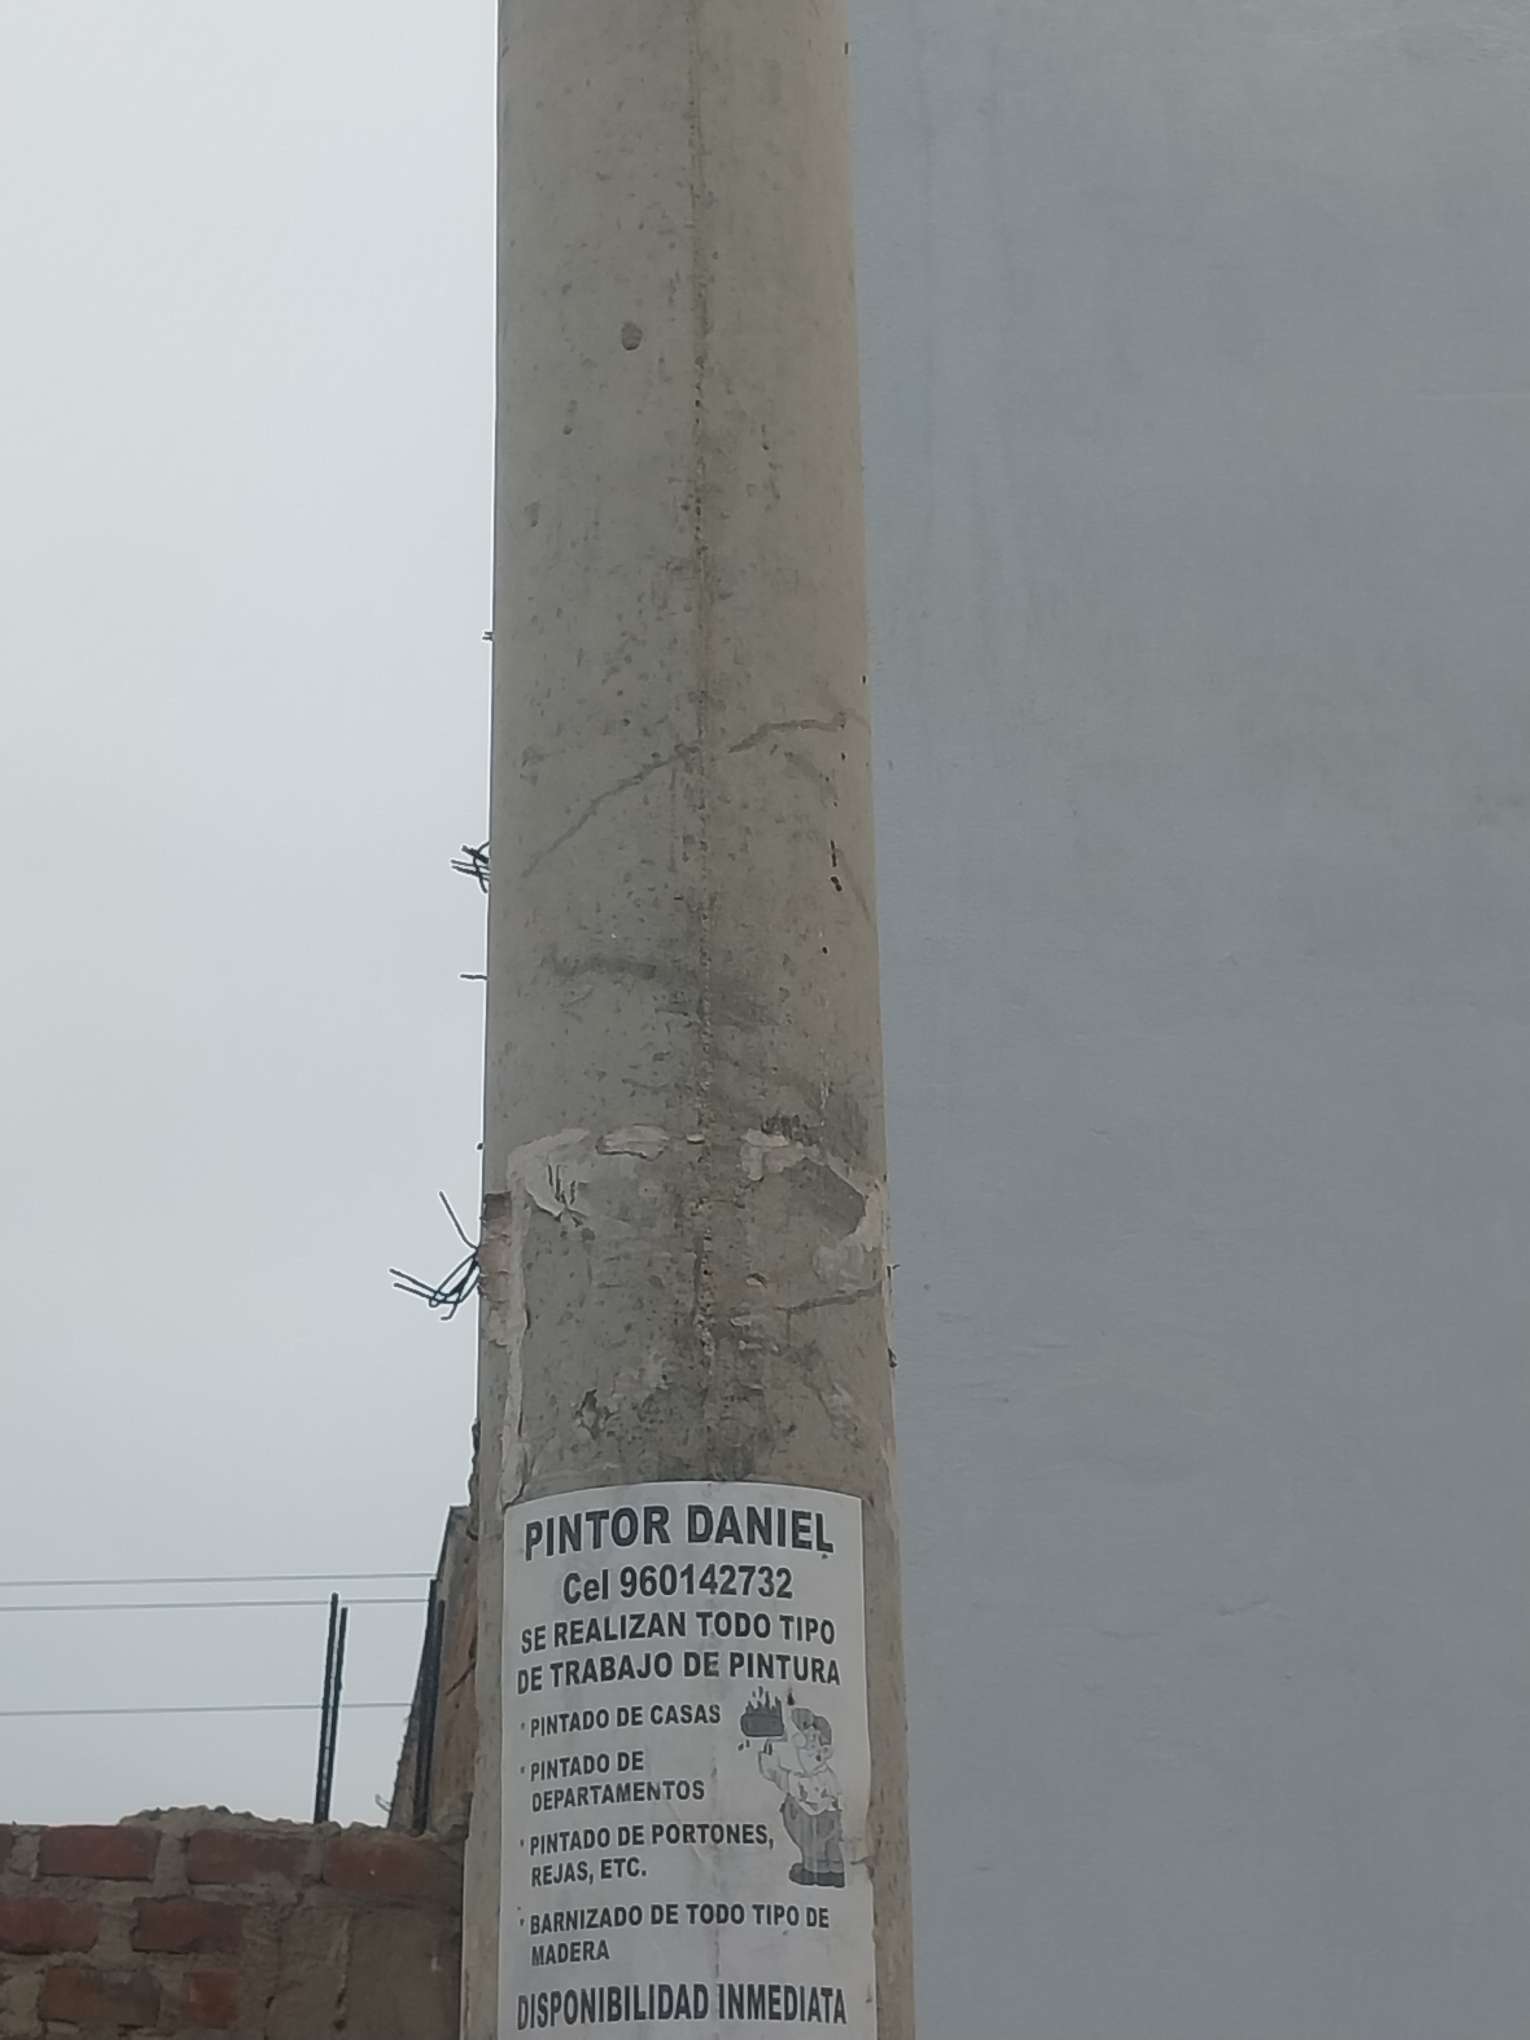 PINTOR DANIEL
Cel 960142732
SE REALIZAN TODO TIPO
DE TRABAJO DE PINTURA
* PINTADO DE CASAS
* PINTADO DE
DEPARTAMENTOS
* PINTADO DE PORTONES,
REJAS, ETC.
* BARNIZADO DE TODO TIPO DE
MADERA
DISPONIBILIDAD INMEDIATA